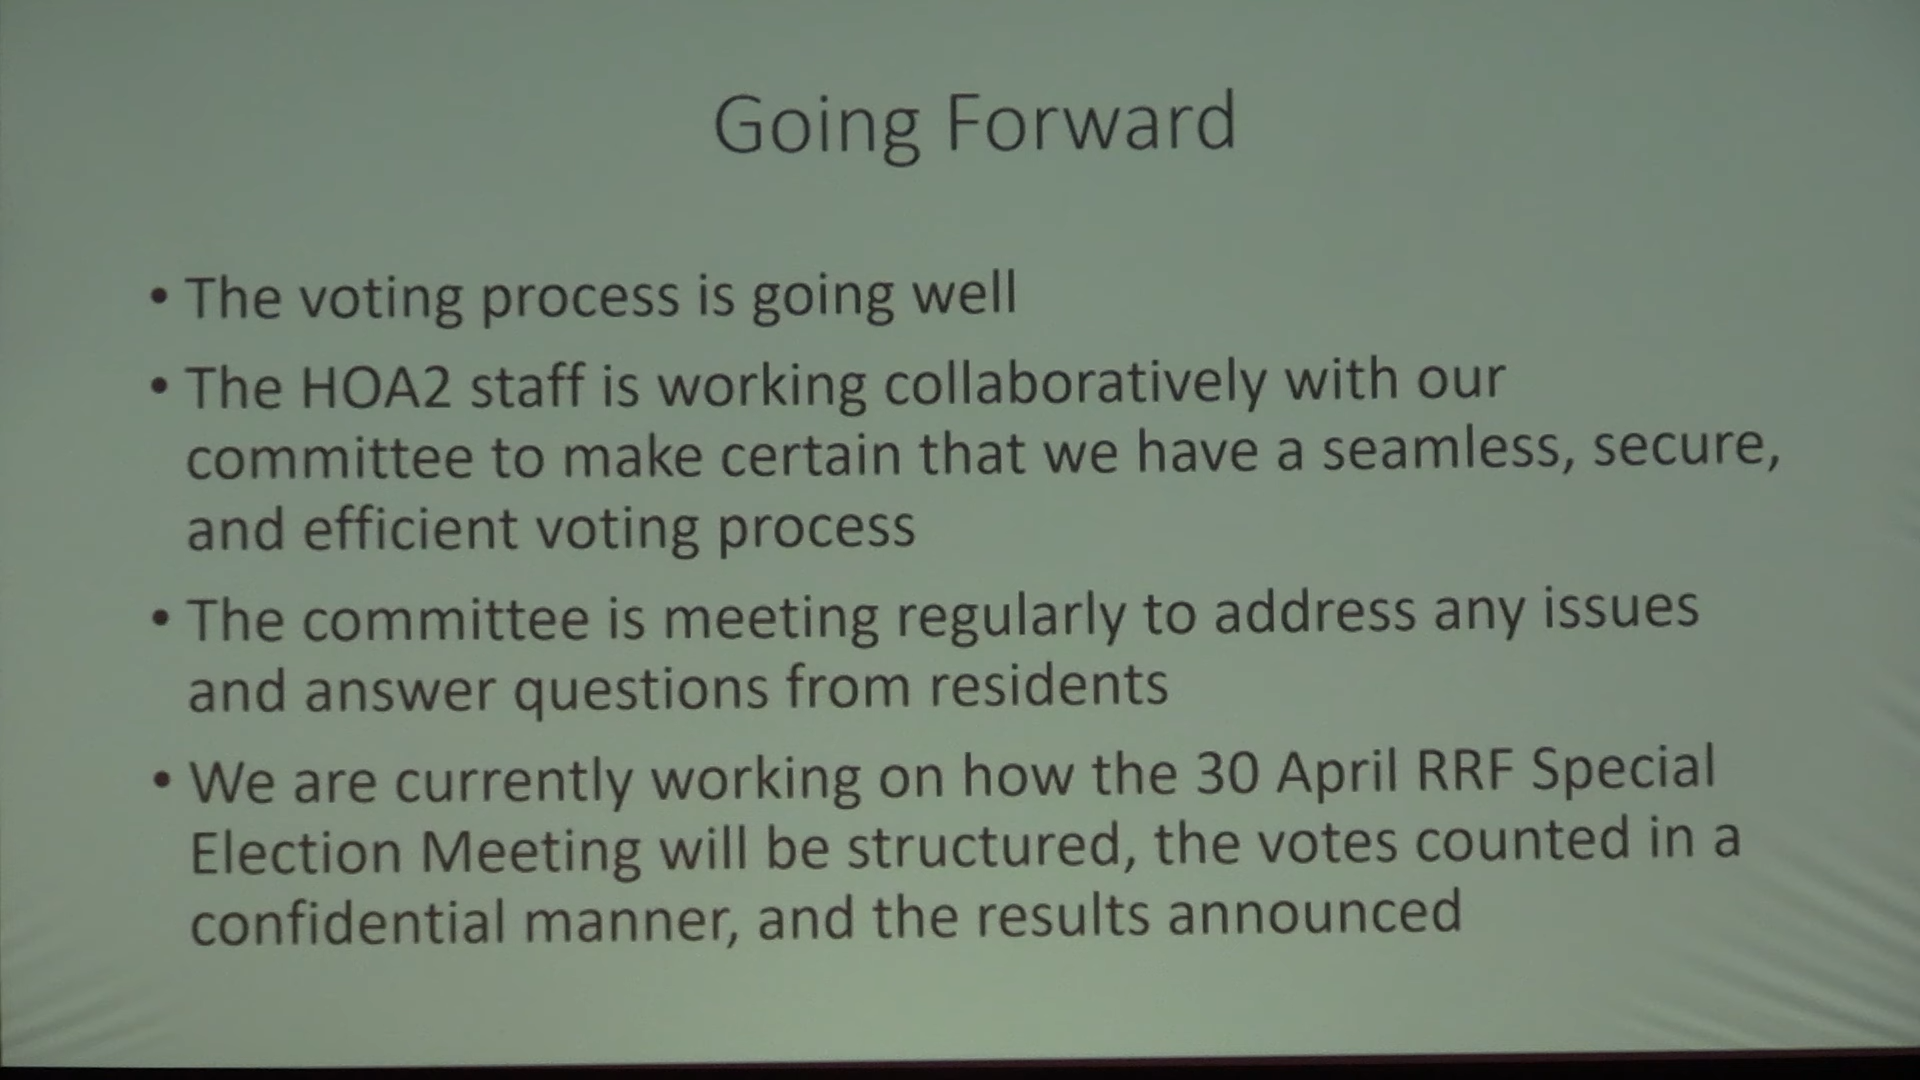 Going Forward
• The voting process is going well
• The HOA2 staff is working collaboratively with our
committee to make certain that we have a seamless, secure,
and efficient voting process
• The committee is meeting regularly to address any issues
and answer questions from residents
• We are currently working on how the 30 April RRF Special
Election Meeting will be structured, the votes counted in a
confidential manner, and the results announced